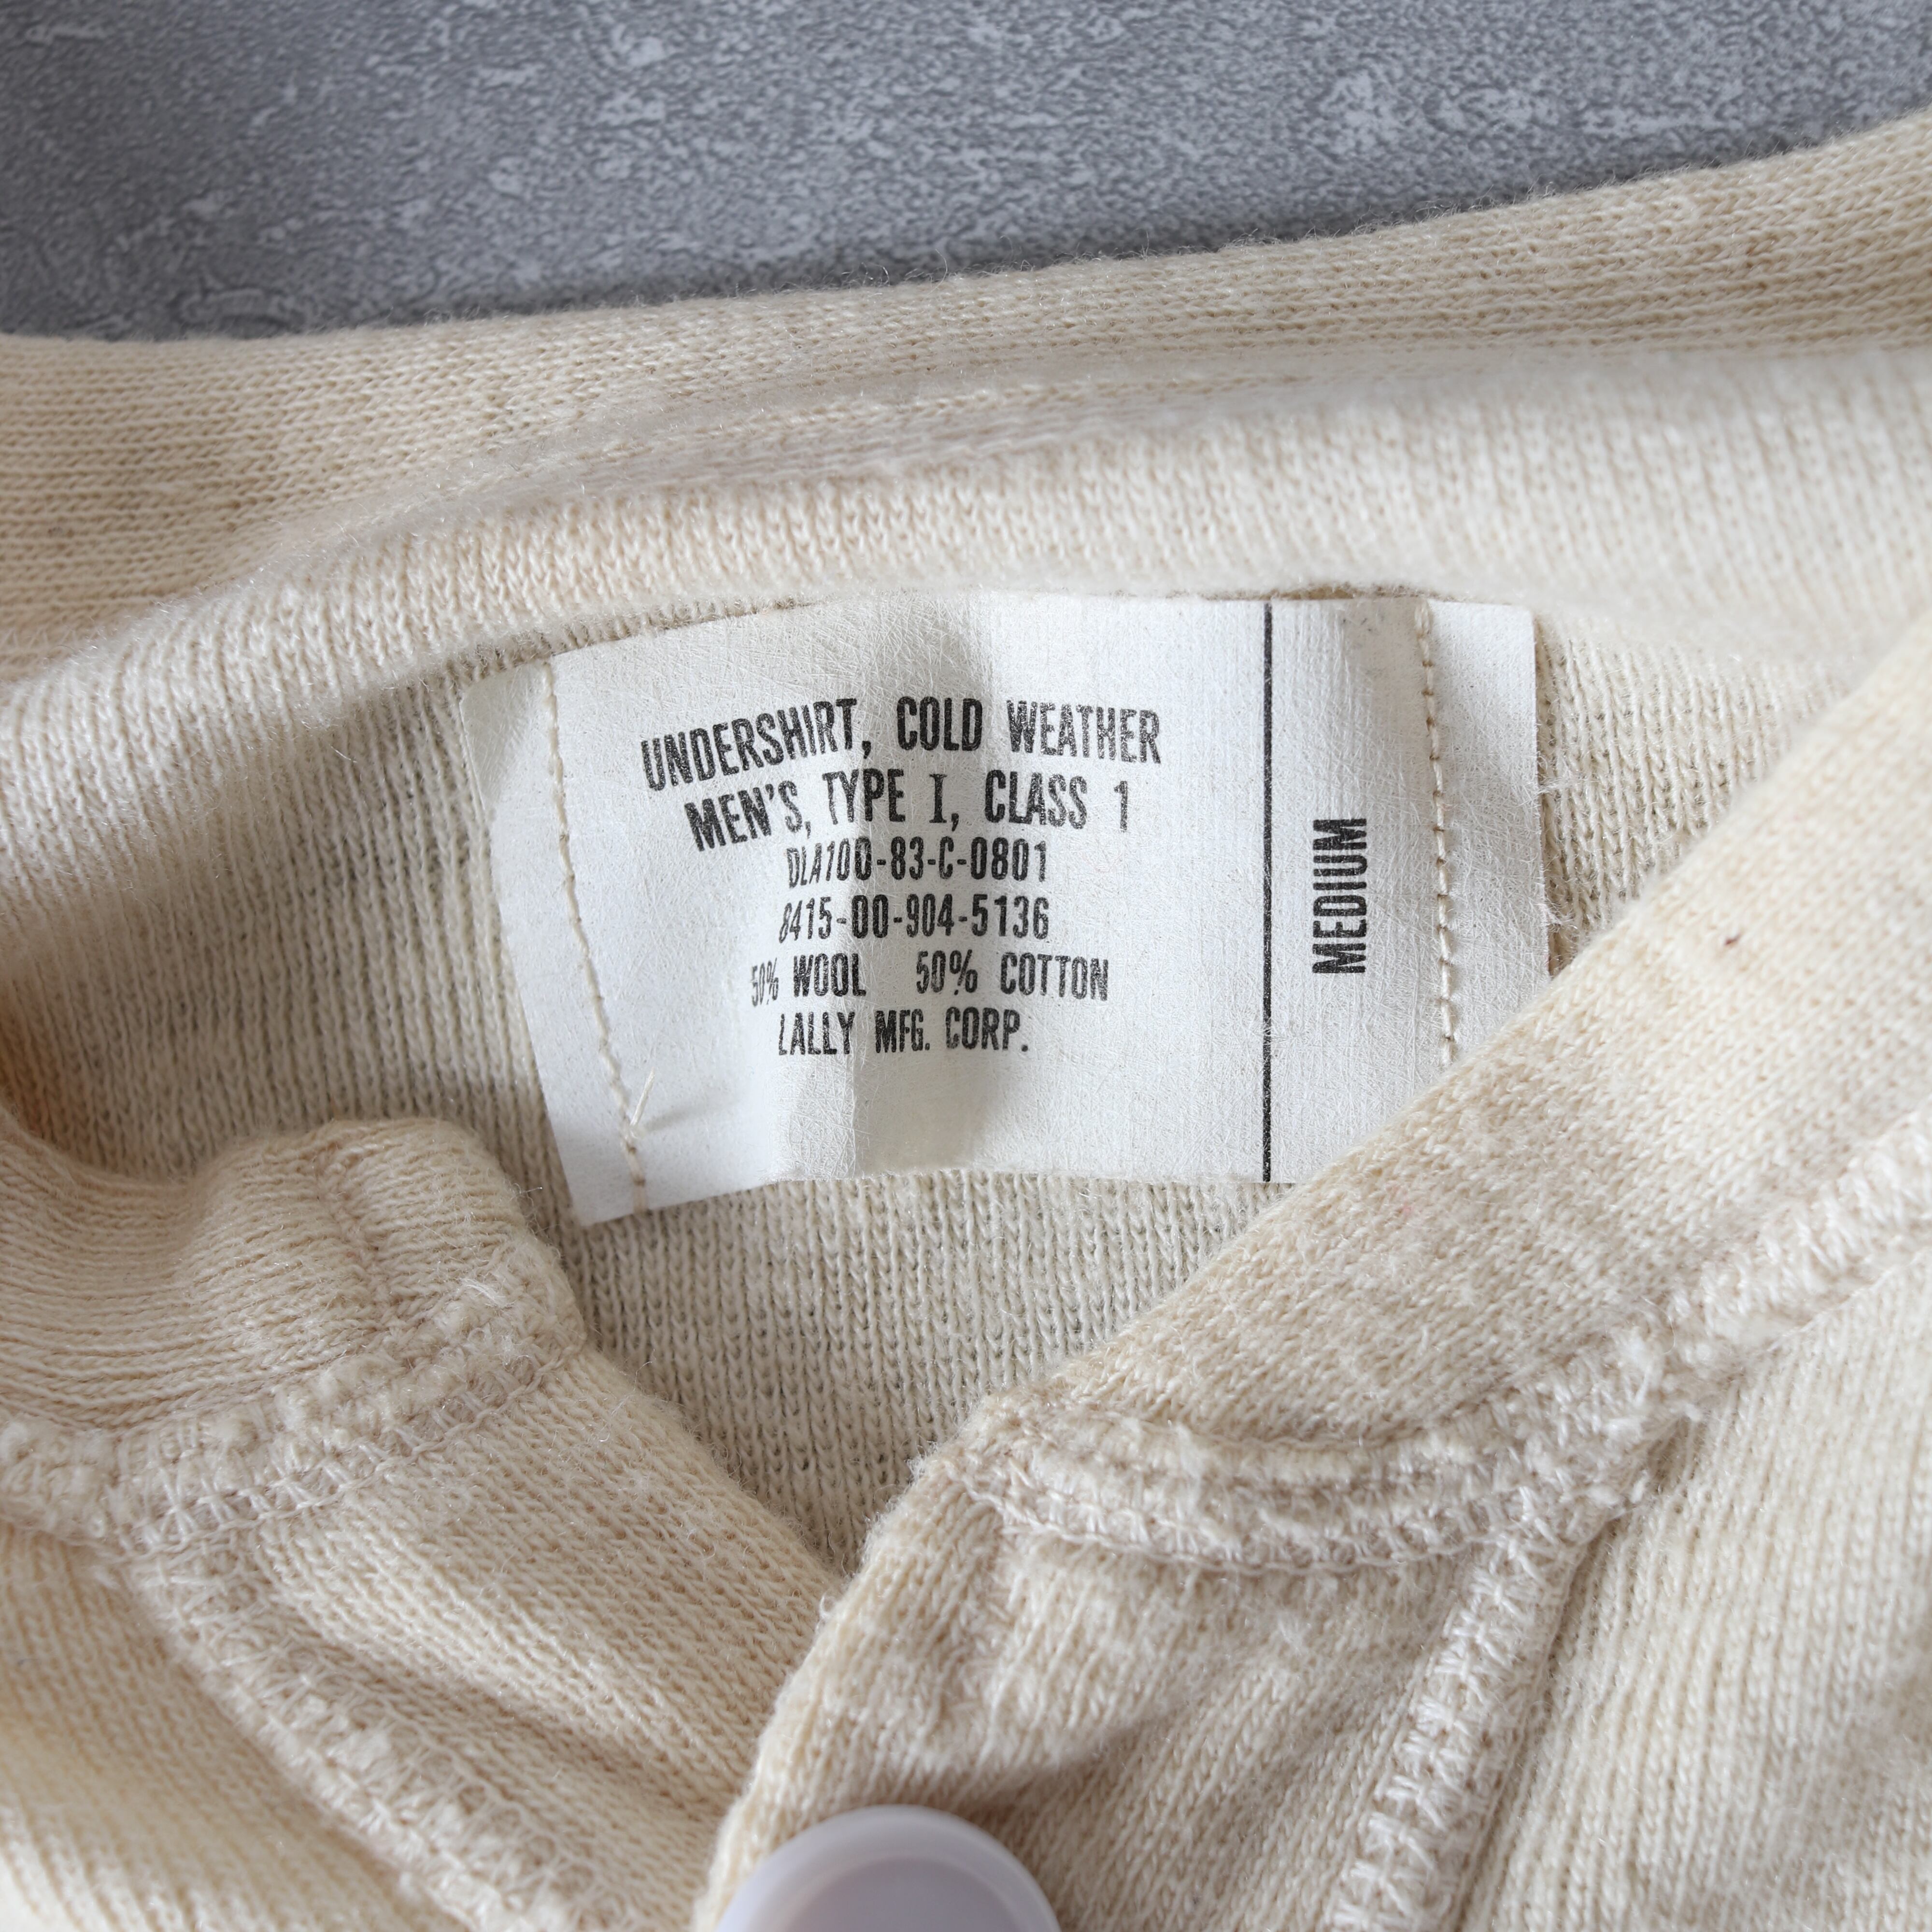 UNDERSHIRT, COLD WEATHER
MEN'S, TYPE I, CLASS 1
DLA100-83-C-0801
8415-00-904-5136
50% WOOL 50% COTTON
LALLY MFG. CORP.
MEDIUM